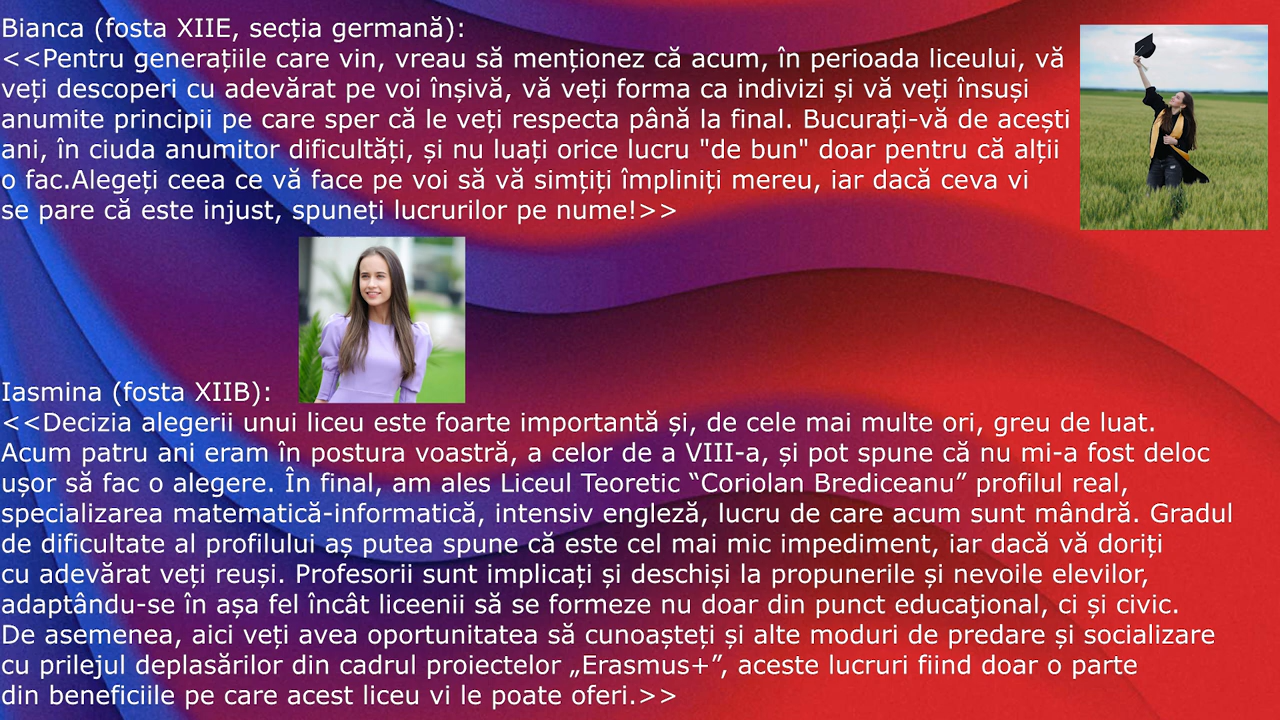 Bianca (fosta XIIE, secția germană):
<<Pentru generațiile care vin, vreau să menționez că acum, în perioada liceului, vă
veți descoperi cu adevărat pe voi înșivă, vă veți forma ca indivizi și vă veți însuși
anumite principii pe care sper că le veți respecta până la final. Bucurați-vă de acești
ani, în ciuda anumitor dificultăți, și nu luați orice lucru "de bun" doar pentru că alții
o fac.Alegeți ceea ce vă face pe voi să vă simțiți împliniți mereu, iar dacă ceva vi
se pare că este injust, spuneți lucrurilor pe nume!>>
Iasmina (fosta XIIB):
<<Decizia alegerii unui liceu este foarte importantă și, de cele mai multe ori, greu de luat.
Acum patru ani eram în postura voastră, a celor de a VIII-a, și pot spune că nu mi-a fost deloc
ușor să fac o alegere. În final, am ales Liceul Teoretic “Coriolan Brediceanu” profilul real,
specializarea matematică-informatică, intensiv engleză, lucru de care acum sunt mândră. Gradul
de dificultate al profilului aș putea spune că este cel mai mic impediment, iar dacă vă doriți
cu adevărat veți reuși. Profesorii sunt implicați și deschiși la propunerile și nevoile elevilor,
adaptându-se în așa fel încât liceenii să se formeze nu doar din punct educaţional, ci și civic.
De asemenea, aici veți avea oportunitatea să cunoașteți și alte moduri de predare și socializare
cu prilejul deplasărilor din cadrul proiectelor „Erasmus+”, aceste lucruri fiind doar o parte
din beneficiile pe care acest liceu vi le poate oferi.>>